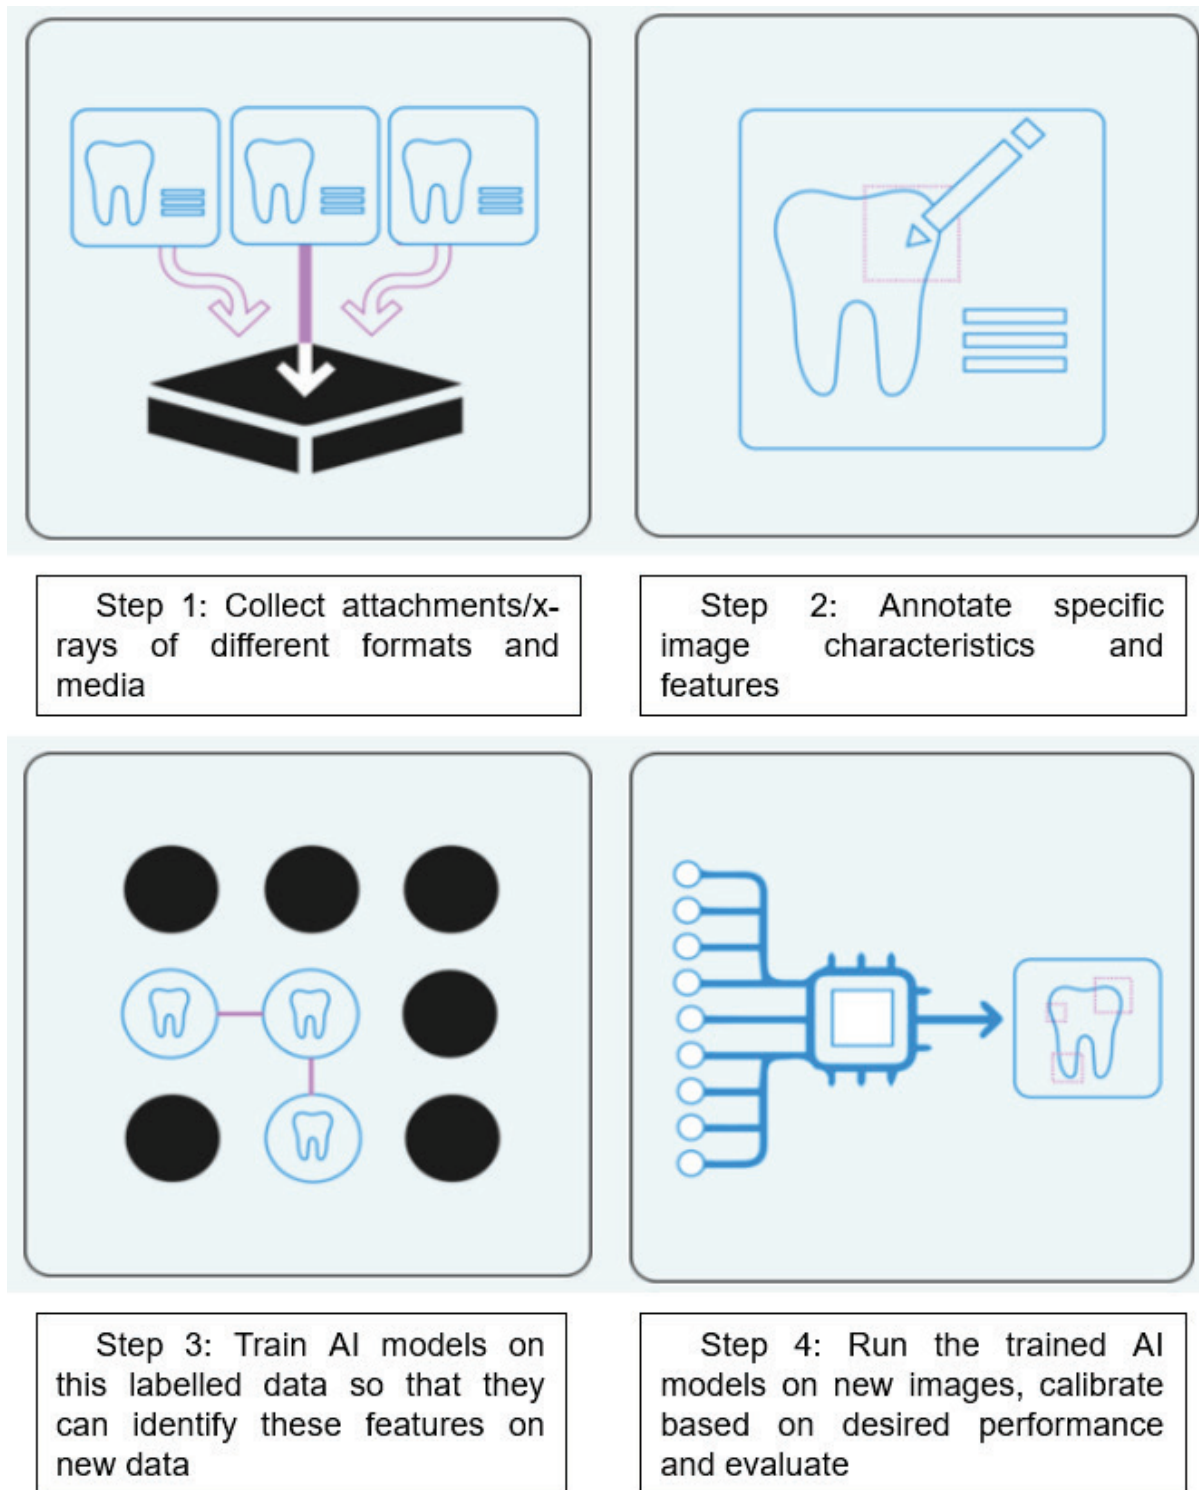 Step 1: Collect attachments/x-
rays of different formats and
media
Step 2: Annotate specific
image characteristics and
features
Step 3: Train AI models on
this labelled data so that they
can identify these features on
new data
Step 4: Run the trained AI
models on new images, calibrate
based on desired performance
and evaluate